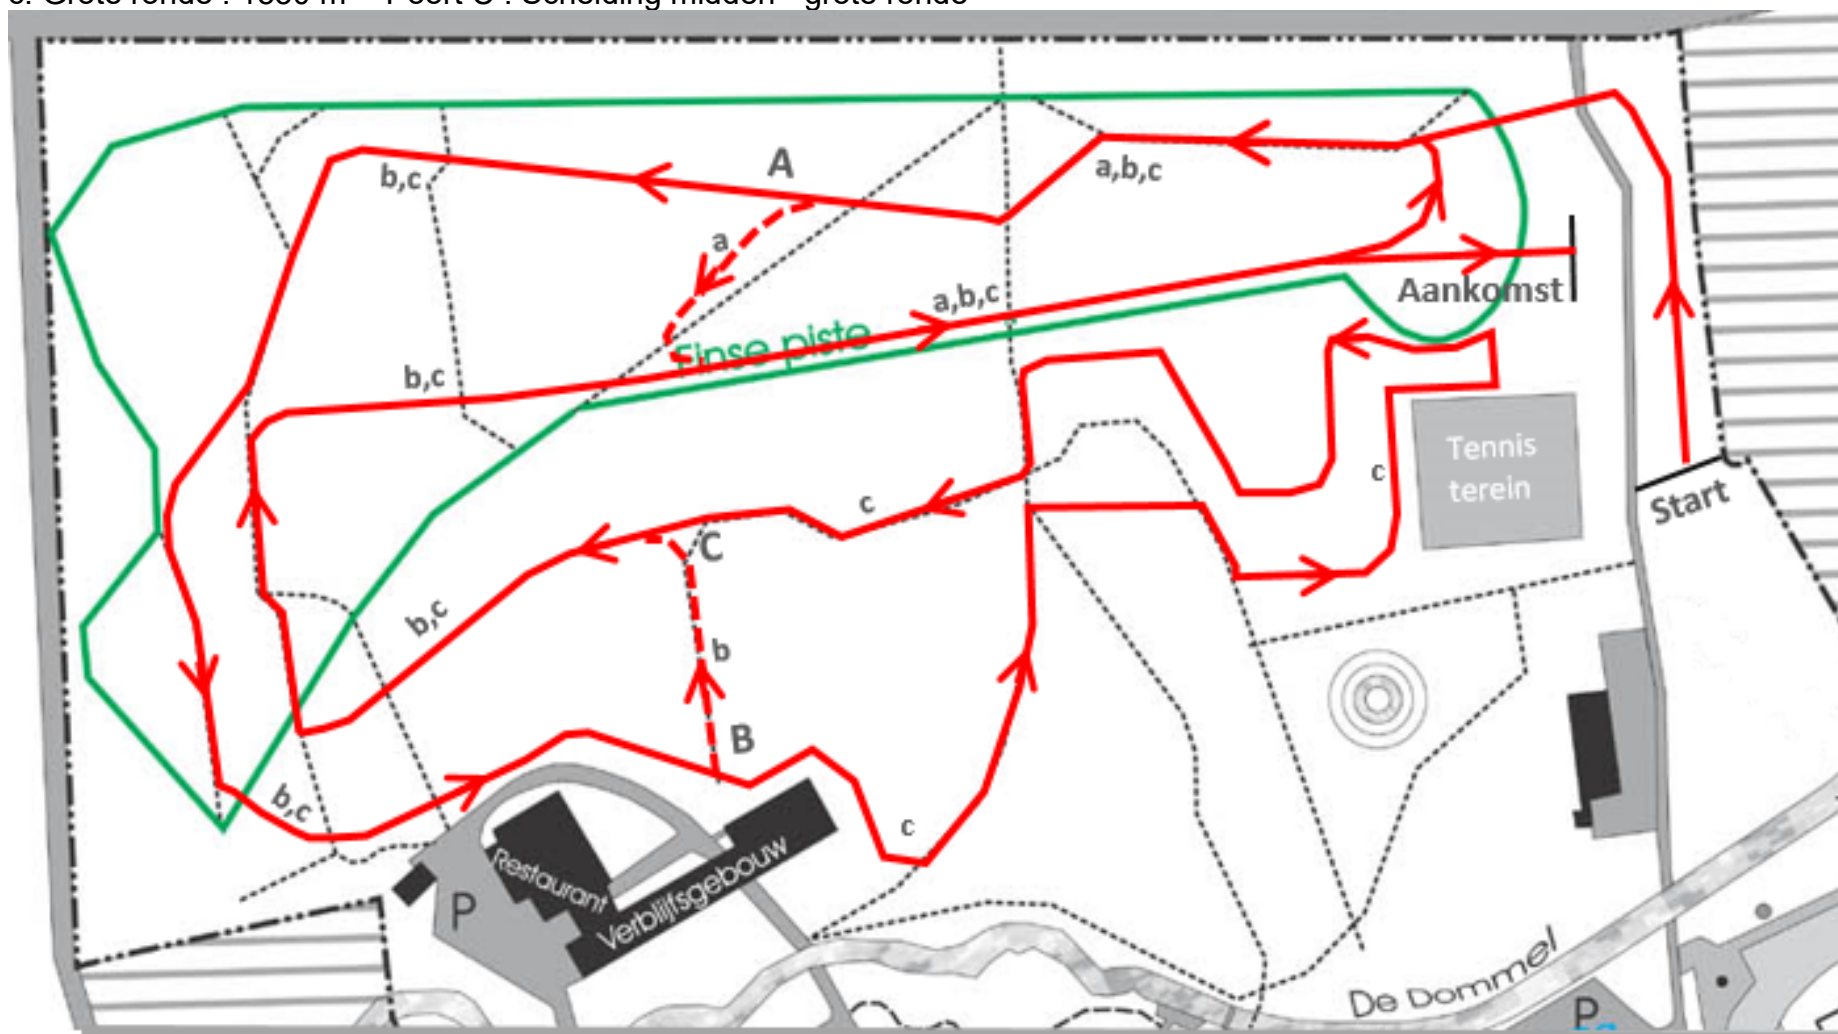 A
b,c
a,b,c
a
a,b,c
Aankomst
Finse piste
b,c
Tennis
terein
c
Start
c
C
b,c
b
B
b,c
c
Restaurant
Verblijfsgebouw
P
De Dommel
P